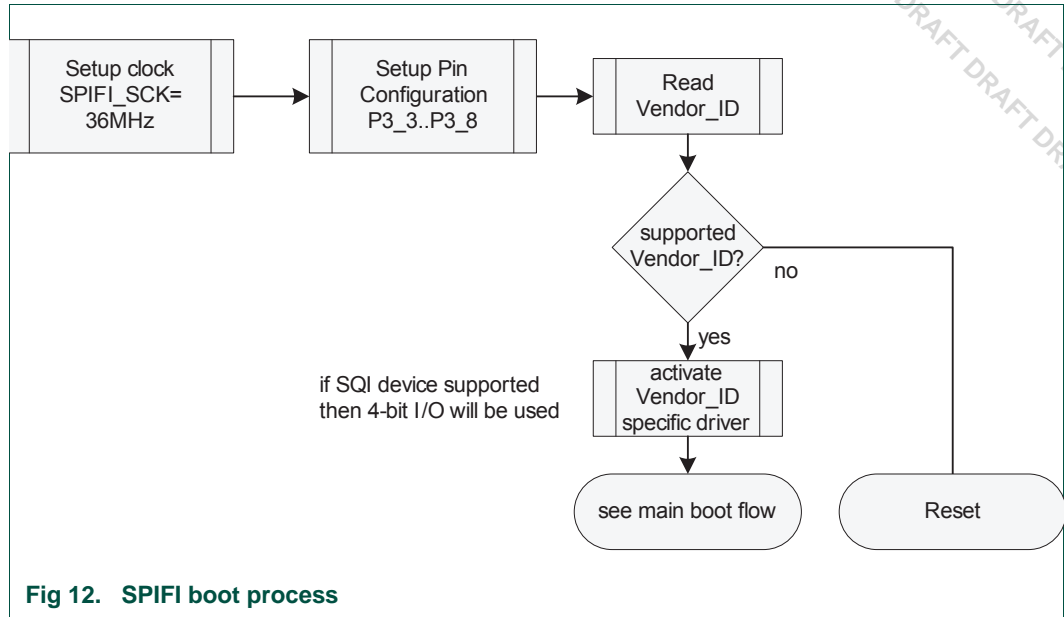 Setup clock
SPIFI_SCK=
36MHz
Setup Pin
Configuration
P3_3..P3_8
Read
Vendor_ID
supported
Vendor_ID?
no
yes
if SQI device supported
then 4-bit I/O will be used
activate
Vendor_ID
specific driver
see main boot flow
Reset
Fig 12. SPIFI boot process
DRAFT DRAFT
DRAFT